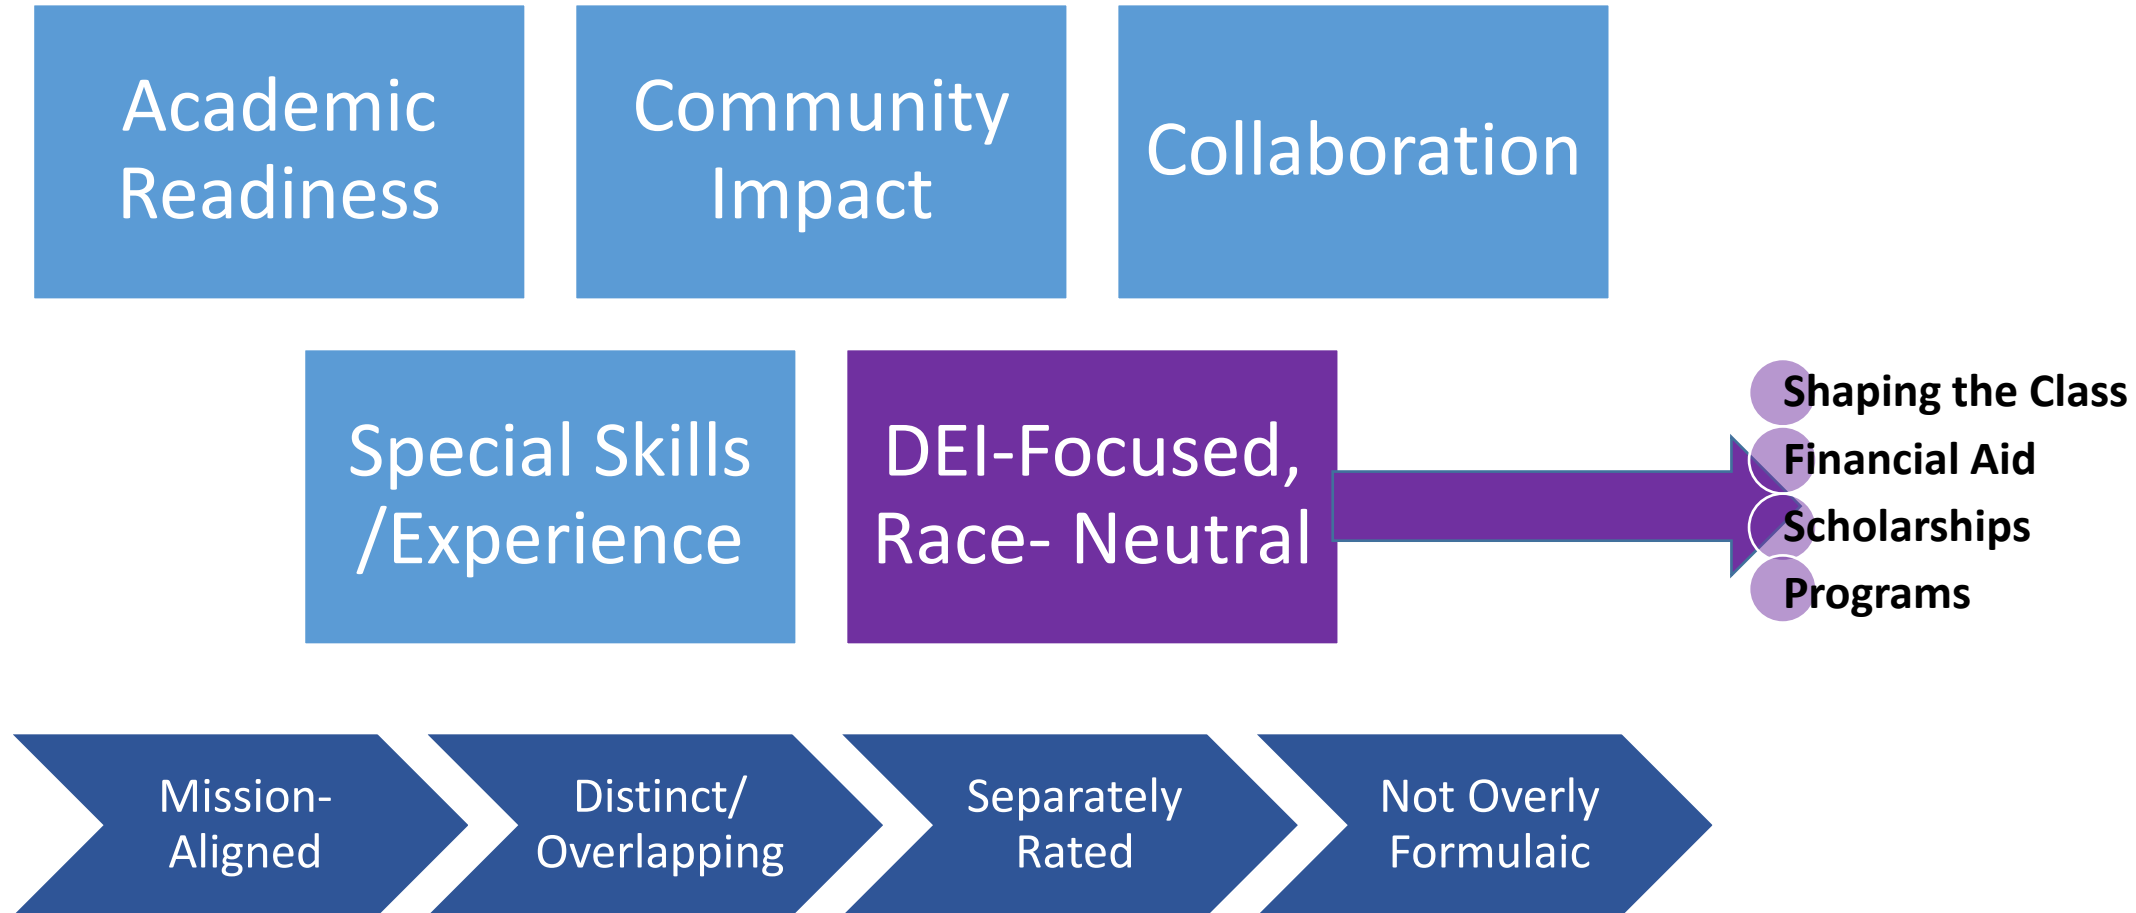 Academic
Readiness
Community
Impact
Collaboration
Special Skills
/Experience
DEI-Focused,
Race- Neutral
Shaping the Class
Financial Aid
Scholarships
Programs
Mission-
Aligned
Distinct/
Overlapping
Separately
Rated
Not Overly
Formulaic